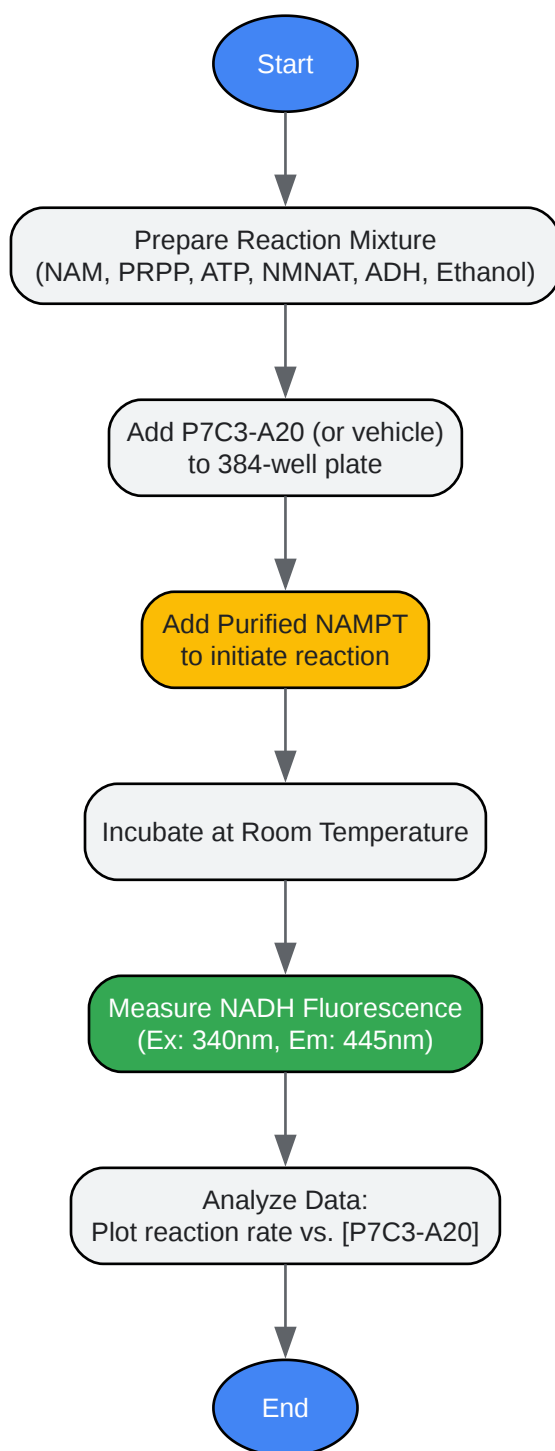 Start
Prepare Reaction Mixture
(NAM, PRPP, ATP, NMNAT, ADH, Ethanol)
Add P7C3-A20 (or vehicle)
to 384-well plate
Add Purified NAMPT
to initiate reaction
Incubate at Room Temperature
Measure NADH Fluorescence
(Ex: 340nm, Em: 445nm)
Analyze Data:
Plot reaction rate vs. [P7C3-A20]
End